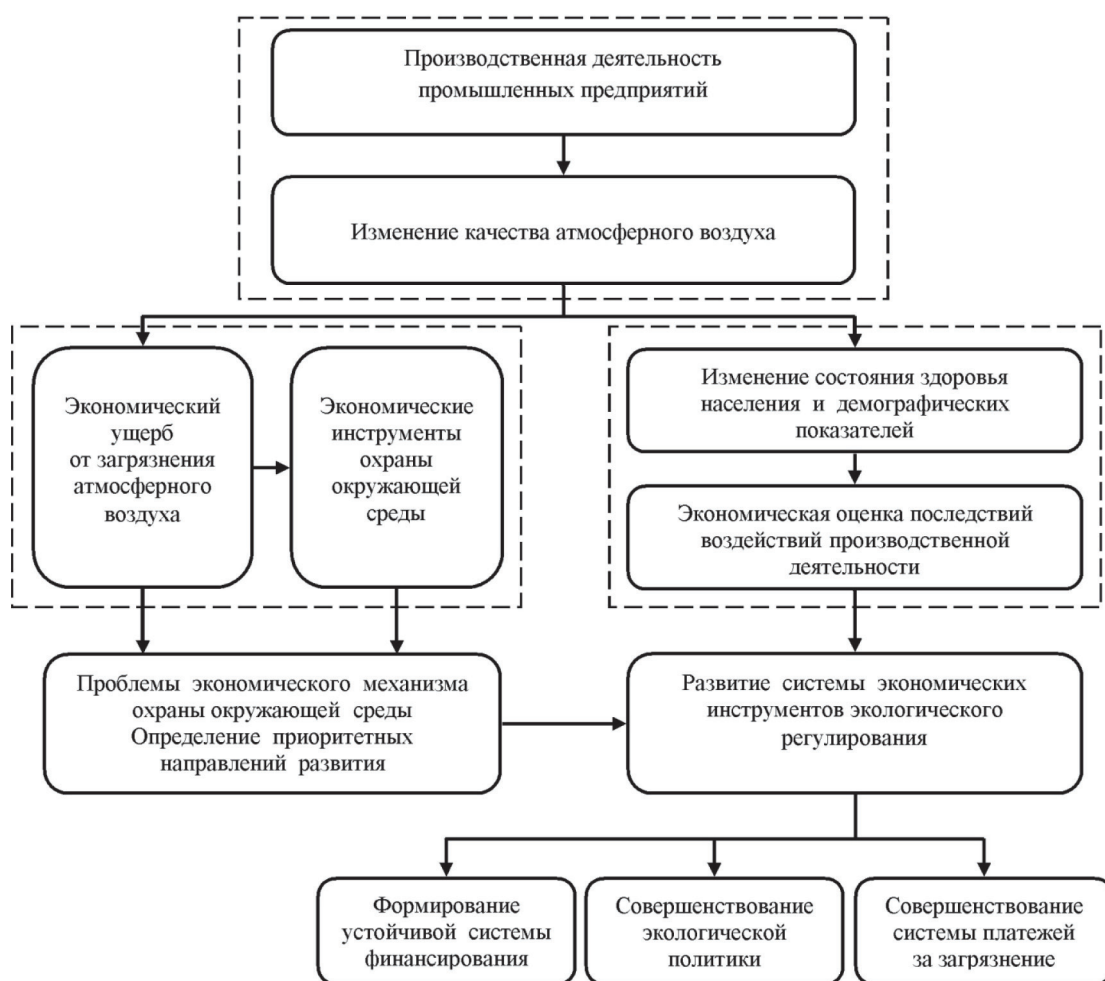 Производственная деятельность
промышленных предприятий
Изменение качества атмосферного воздуха
Экономический
ущерб
от загрязнения
атмосферного
воздуха
Экономические
инструменты
охраны
окружающей
среды
Изменение состояния здоровья
населения и демографических
показателей
Экономическая оценка последствий
воздействий производственной
деятельности
Проблемы экономического механизма
охраны окружающей среды
Определение приоритетных
направлений развития
Развитие системы экономических
инструментов экологического
регулирования
Формирование
устойчивой системы
финансирования
Совершенствование
экологической
политики
Совершенствование
системы платежей
за загрязнение